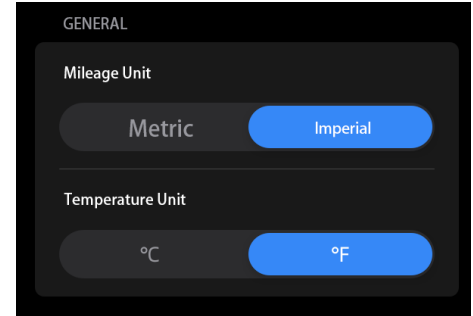 GENERAL
Mileage Unit
Metric Imperial
Temperature Unit
°C °F